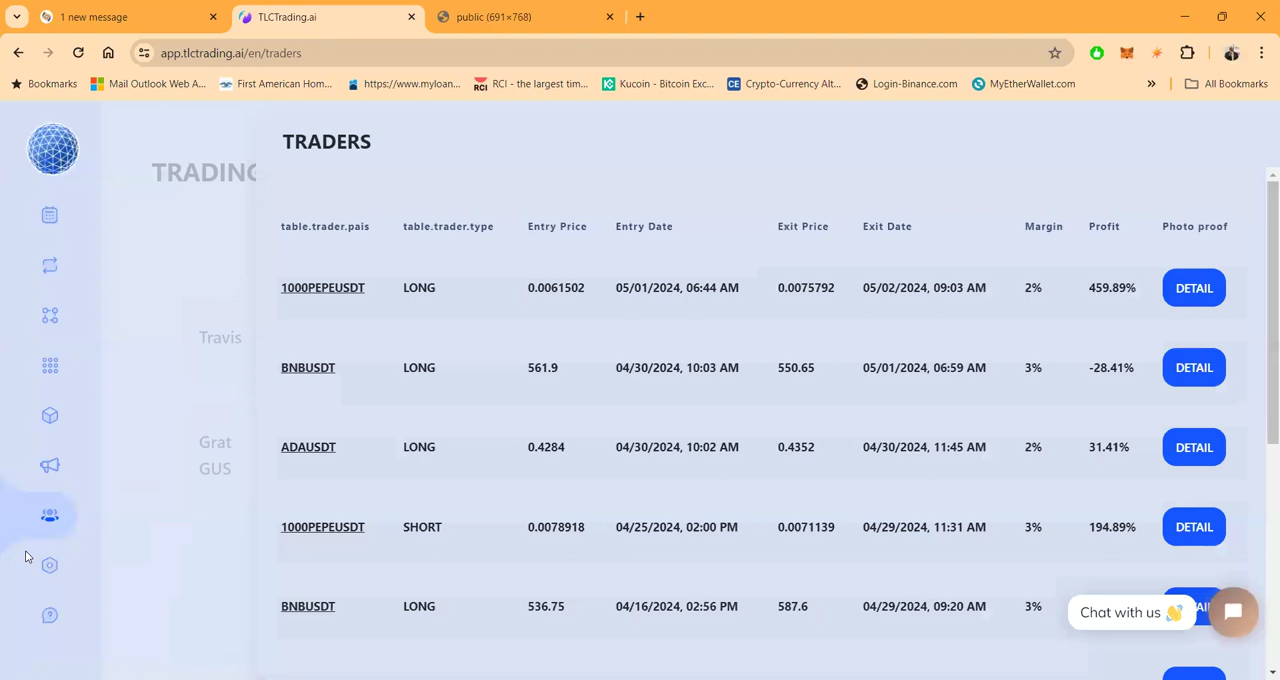 1 new message
TLCTrading.ai
public (691×768)
app.tlctrading.ai/en/traders
Bookmarks
Mail Outlook Web A...
First American Hom...
https://www.myloan...
RCI - the largest tim...
Kucoin - Bitcoin Exc...
Crypto-Currency Alt...
Login-Binance.com
MyEtherWallet.com
All Bookmarks
TRADERS
TRADING
table.trader.pais table.trader.type Entry Price Entry Date Exit Price Exit Date Margin Profit Photo proof
1000PEPEUSDT LONG 0.0061502 05/01/2024, 06:44 AM 0.0075792 05/02/2024, 09:03 AM 2% 459.89% DETAIL
Travis
BNBUSDT LONG 561.9 04/30/2024, 10:03 AM 550.65 05/01/2024, 06:59 AM 3% -28.41% DETAIL
Grat
GUS
ADAUSDT LONG 0.4284 04/30/2024, 10:02 AM 0.4352 04/30/2024, 11:45 AM 2% 31.41% DETAIL
1000PEPEUSDT SHORT 0.0078918 04/25/2024, 02:00 PM 0.0071139 04/29/2024, 11:31 AM 3% 194.89% DETAIL
BNBUSDT LONG 536.75 04/16/2024, 02:56 PM 587.6 04/29/2024, 09:20 AM 3%
Chat with us 👋